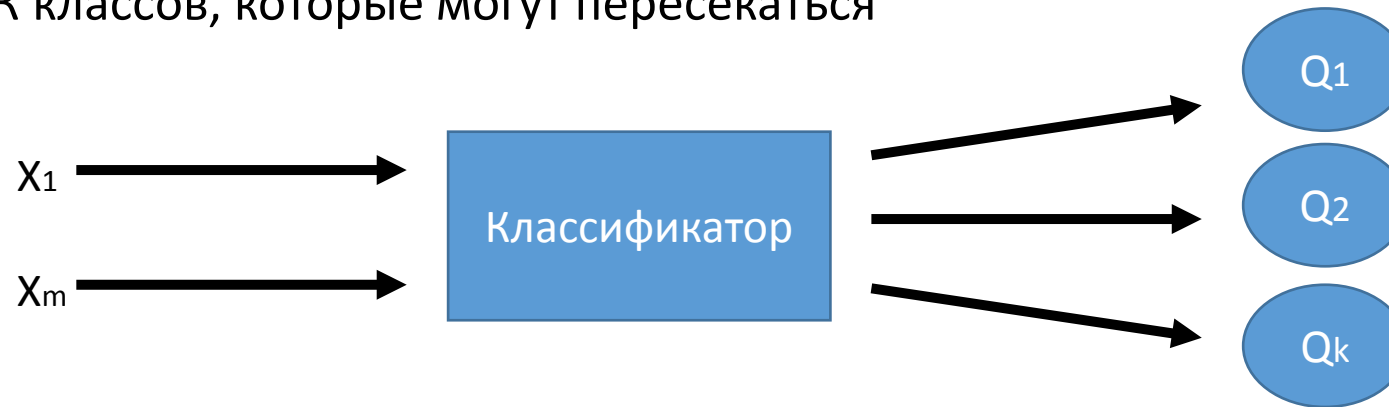 К классов, которые могут пересекаться
X1
Xm
Классификатор
Q1
Q2
Qk